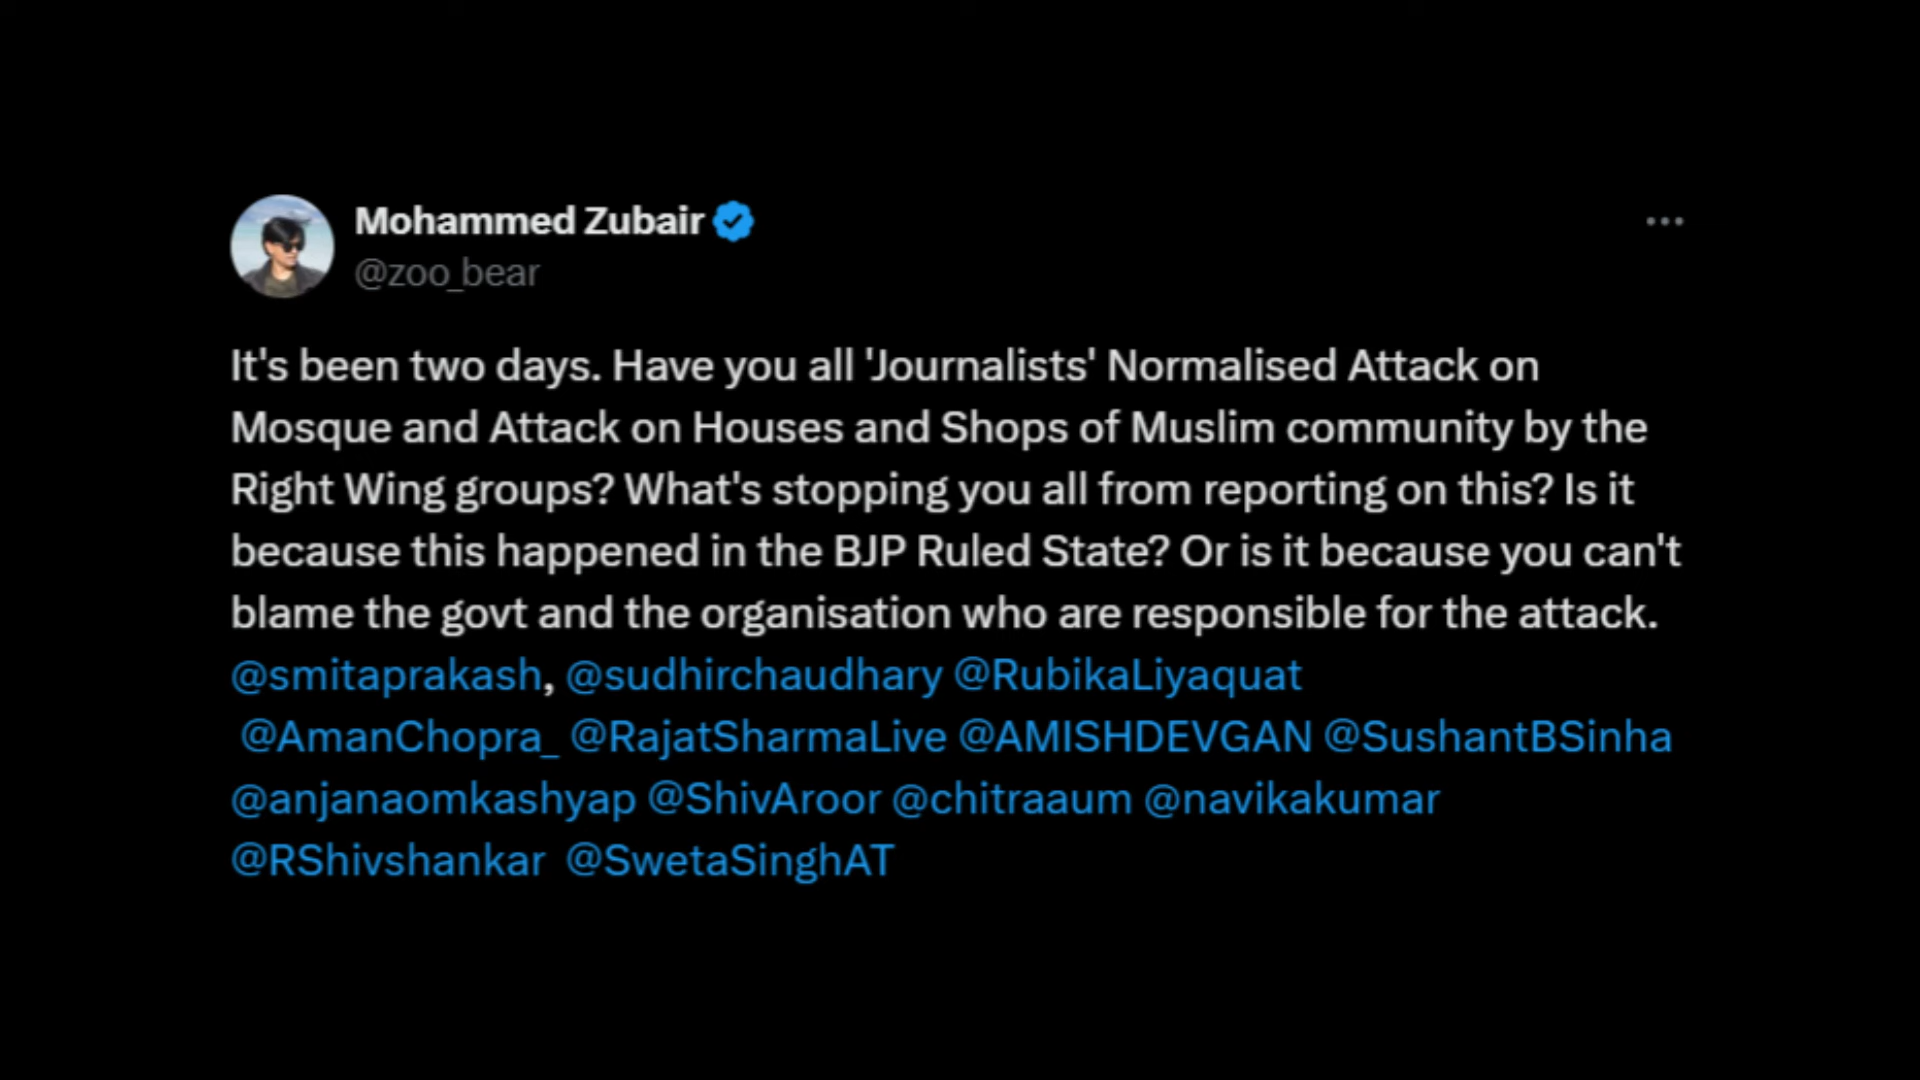 Mohammed Zubair
@zoo_bear
It's been two days. Have you all 'Journalists' Normalised Attack on
Mosque and Attack on Houses and Shops of Muslim community by the
Right Wing groups? What's stopping you all from reporting on this? Is it
because this happened in the BJP Ruled State? Or is it because you can't
blame the govt and the organisation who are responsible for the attack.
@smitaprakash, @sudhirchaudhary @RubikaLiyaquat
@AmanChopra_ @RajatSharmaLive @AMISHDEVGAN @SushantBSinha
@anjanaomkashyap @ShivAroor @chitraaum @navikakumar
@RShivshankar @SwetaSinghAT